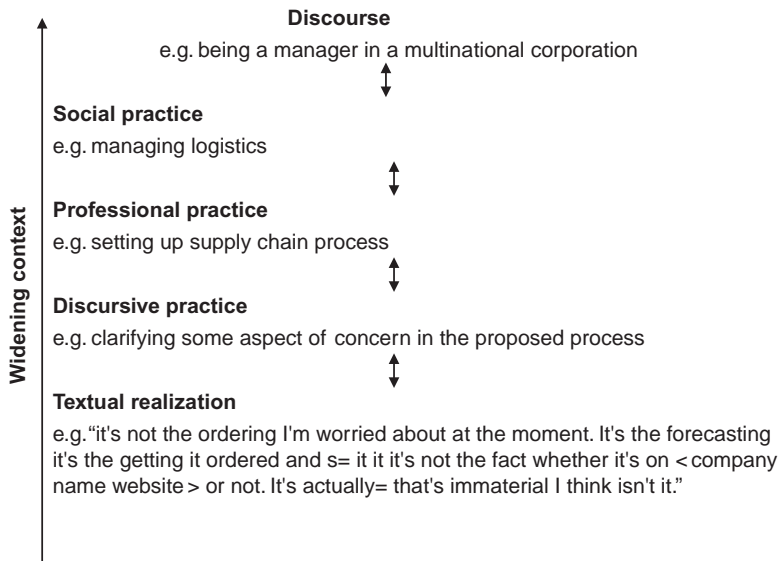 Discourse
e.g. being a manager in a multinational corporation
Social practice
e.g. managing logistics
Professional practice
e.g. setting up supply chain process
Discursive practice
e.g. clarifying some aspect of concern in the proposed process
Textual realization
e.g. “it's not the ordering I'm worried about at the moment. It's the forecasting
it's the getting it ordered and s= it it it's not the fact whether it's on <company
name website> or not. It's actually= that's immaterial I think isn't it.”
Widening context